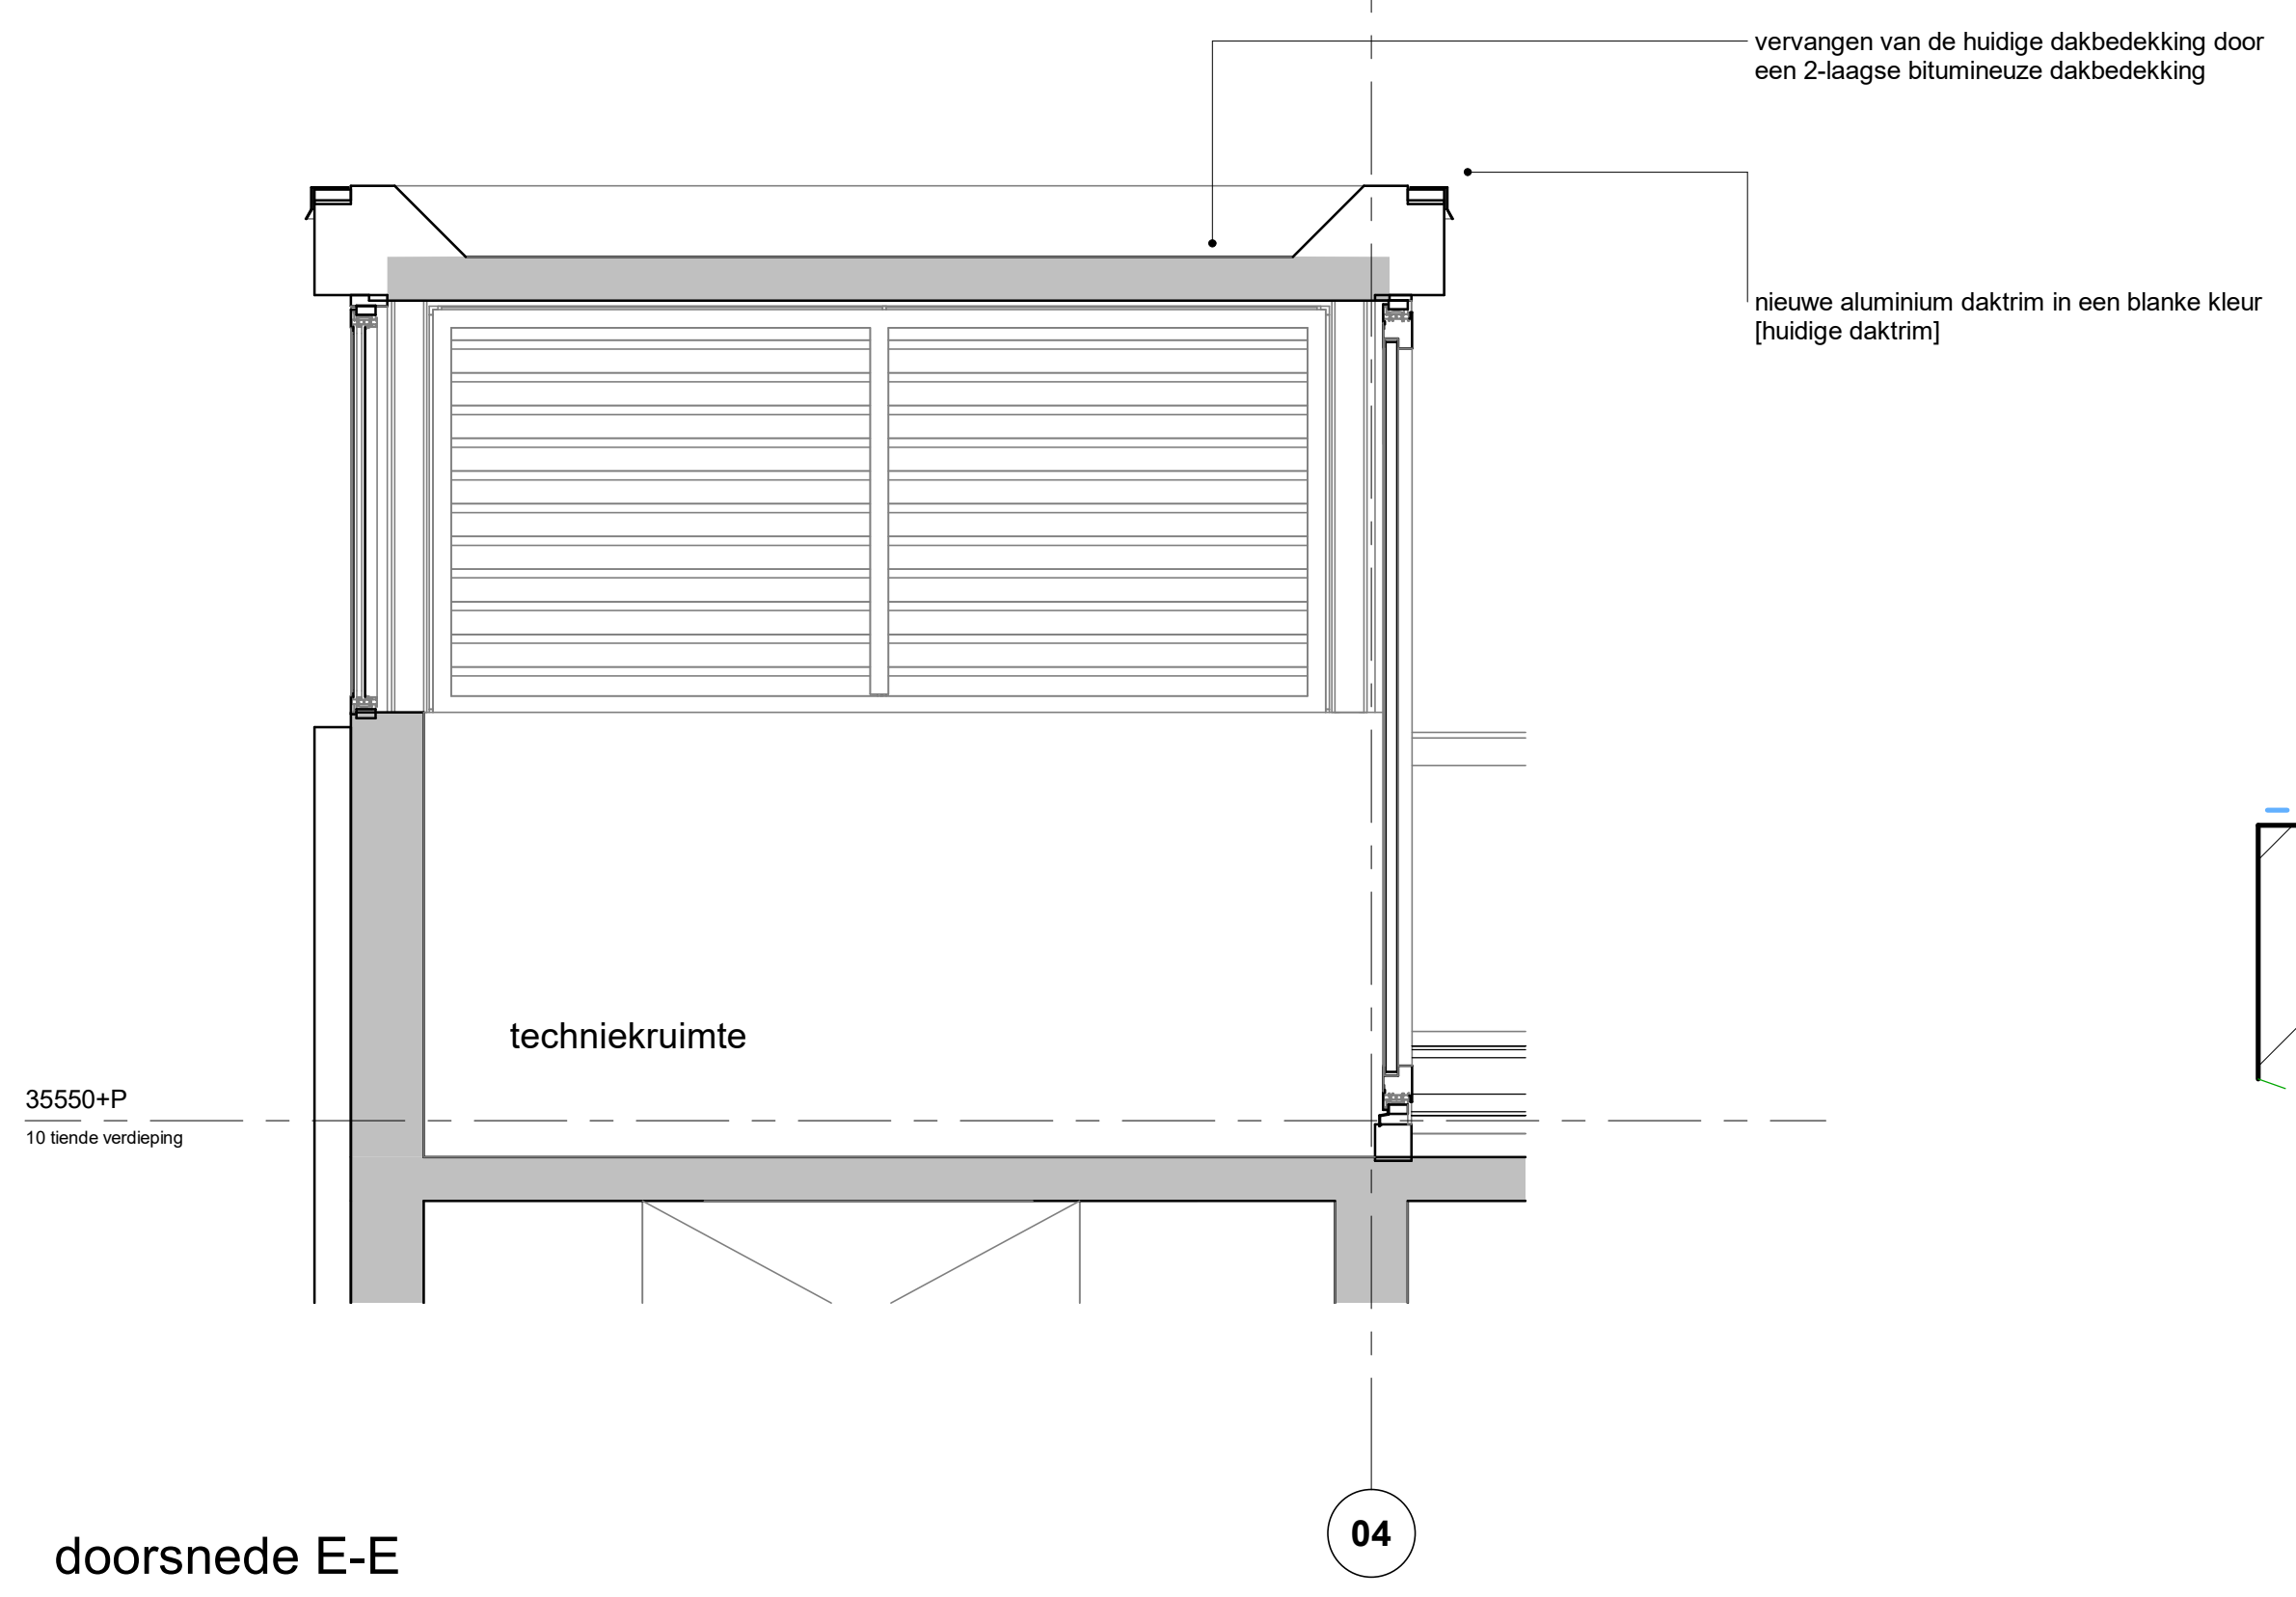 vervangen van de huidige dakbedekking door
een 2-laagse bitumineuze dakbedekking
nieuwe aluminium daktrim in een blanke kleur
[huidige daktrim]
techniekruimte
35550+P
10 tiende verdieping
04
doorsnede E-E